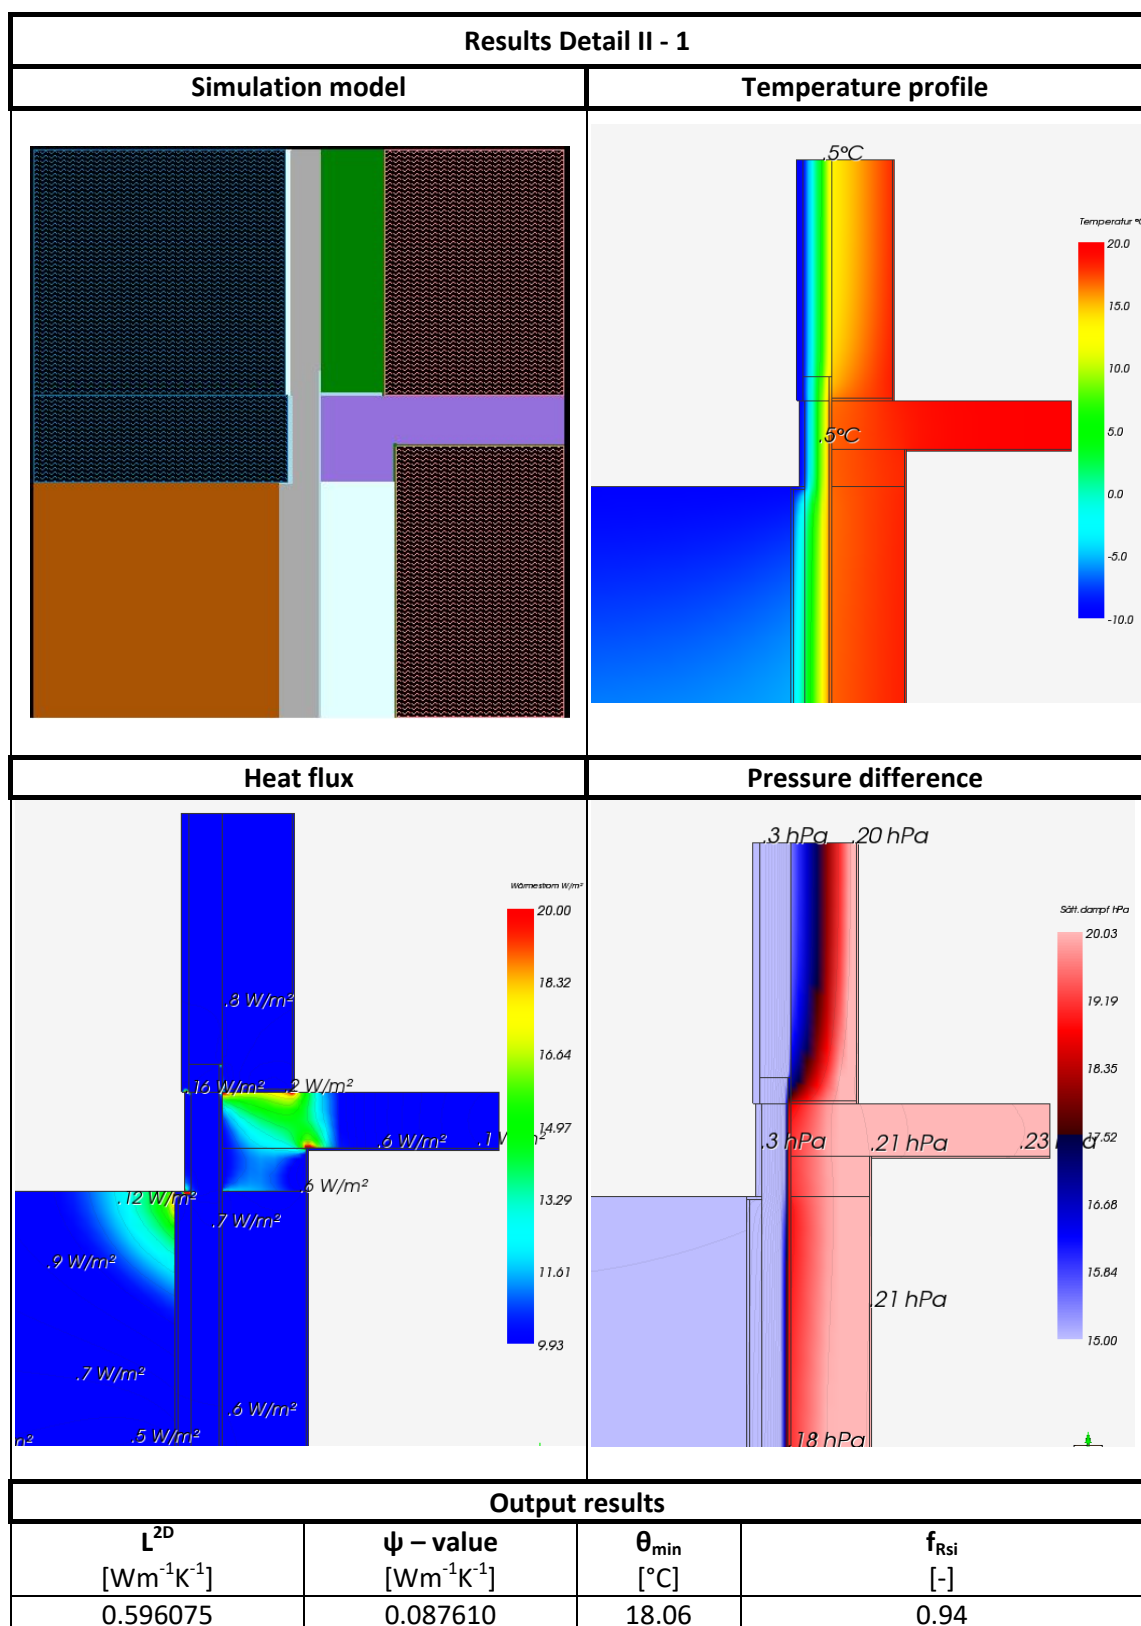 Results Detail II - 1
Simulation model
Temperature profile
.5°C
Temperatur °C
20.0
15.0
10.0
.5°C
5.0
0.0
-5.0
-10.0
Heat flux
Pressure difference
Wärmestrom W/m²
20.00
18.32
16.64
14.97
13.29
11.61
9.93
.8 W/m²
.16 W/m²
.2 W/m²
.6 W/m²
.12 W/m²
.6 W/m²
.7 W/m²
.9 W/m²
.7 W/m²
.6 W/m²
.5 W/m²
.3 hPa
.20 hPa
Sätt.dampf hPa
20.03
19.19
18.35
17.52
16.68
15.84
15.00
.3 hPa
.21 hPa
.21 hPa
.18 hPa
Output results
L²ᴰ ψ – value θmin fRsi
[Wm⁻¹K⁻¹] [Wm⁻¹K⁻¹] [°C] [-]
0.596075 0.087610 18.06 0.94